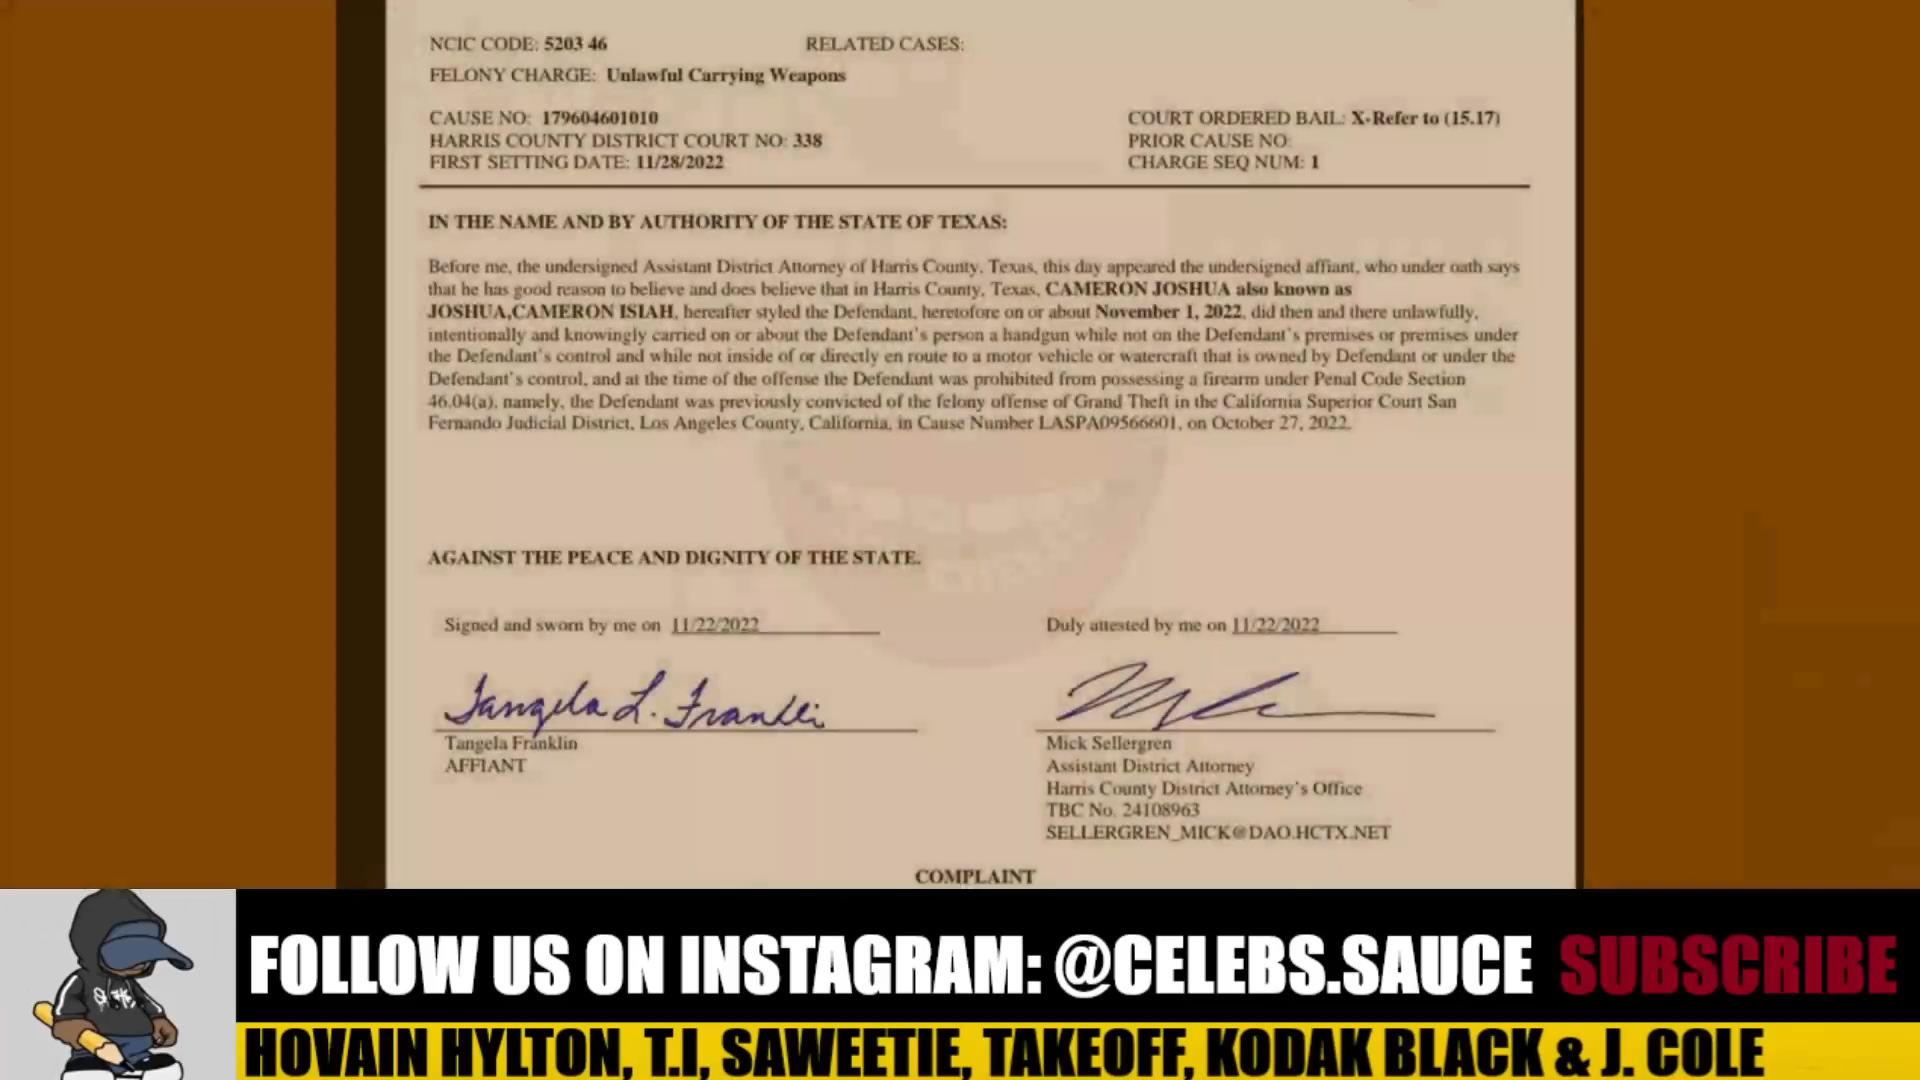 NCIC CODE: 5203 46
RELATED CASES:
FELONY CHARGE: Unlawful Carrying Weapons
CAUSE NO: 179604601010
HARRIS COUNTY DISTRICT COURT NO: 338
FIRST SETTING DATE: 11/28/2022
COURT ORDERED BAIL: X-Refer to (15.17)
PRIOR CAUSE NO:
CHARGE SEQ NUM: 1
IN THE NAME AND BY AUTHORITY OF THE STATE OF TEXAS:
Before me, the undersigned Assistant District Attorney of Harris County, Texas, this day appeared the undersigned affiant, who under oath says
that he has good reason to believe and does believe that in Harris County, Texas, CAMERON JOSHUA also known as
JOSHUA,CAMERON ISIAH, hereafter styled the Defendant, heretofore on or about November 1, 2022, did then and there unlawfully,
intentionally and knowingly carried on or about the Defendant's person a handgun while not on the Defendant's premises or premises under
the Defendant's control and while not inside of or directly en route to a motor vehicle or watercraft that is owned by Defendant or under the
Defendant's control, and at the time of the offense the Defendant was prohibited from possessing a firearm under Penal Code Section
46.04(a), namely, the Defendant was previously convicted of the felony offense of Grand Theft in the California Superior Court San
Fernando Judicial District, Los Angeles County, California, in Cause Number LASPA09566601, on October 27, 2022.
AGAINST THE PEACE AND DIGNITY OF THE STATE.
Signed and sworn by me on 11/22/2022
Duly attested by me on 11/22/2022
Tangela L. Franklin
Tangela Franklin
AFFIANT
Mick Sellergren
Assistant District Attorney
Harris County District Attorney's Office
TBC No. 24108963
SELLERGREN_MICK@DAO.HCTX.NET
COMPLAINT
FOLLOW US ON INSTAGRAM: @CELEBS.SAUCE SUBSCRIBE
HOVAIN HYLTON, T.I, SAWEETIE, TAKEOFF, KODAK BLACK & J. COLE